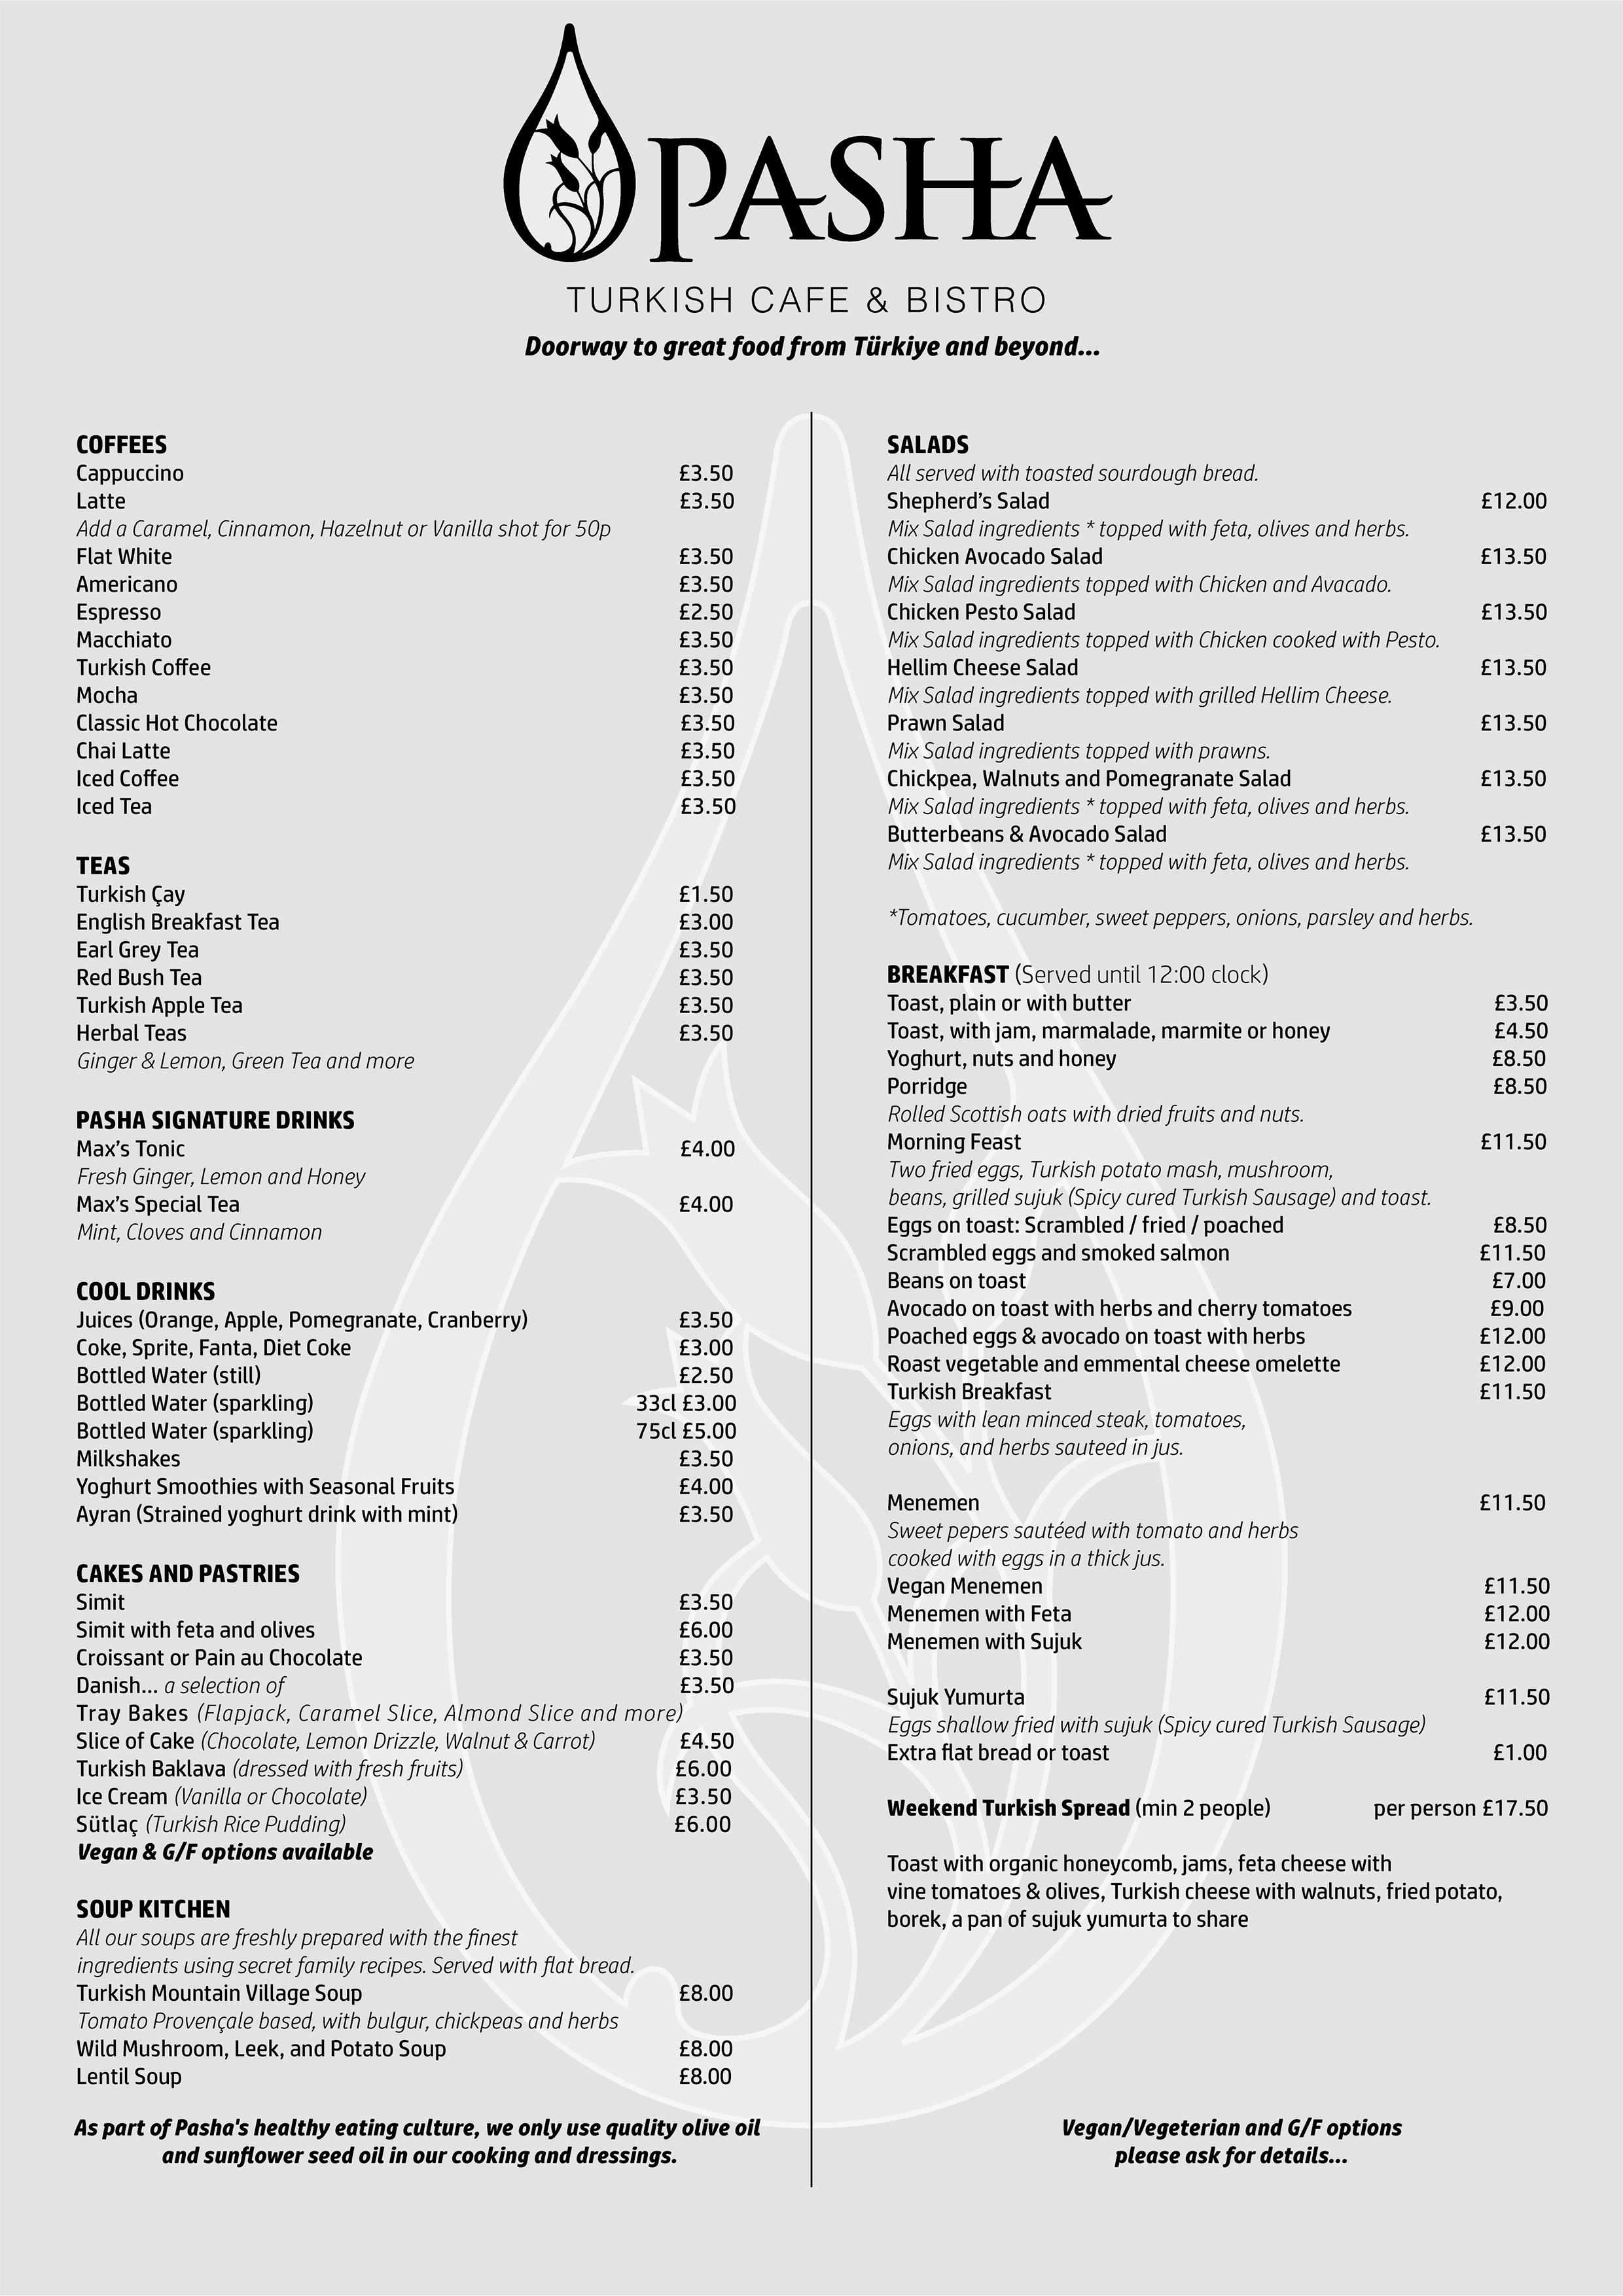 PASHA
TURKISH CAFE & BISTRO
Doorway to great food from Türkiye and beyond...
COFFEES
Cappuccino £3.50
Latte £3.50
Add a Caramel, Cinnamon, Hazelnut or Vanilla shot for 50p
Flat White £3.50
Americano £3.50
Espresso £2.50
Macchiato £3.50
Turkish Coffee £3.50
Mocha £3.50
Classic Hot Chocolate £3.50
Chai Latte £3.50
Iced Coffee £3.50
Iced Tea £3.50
TEAS
Turkish Çay £1.50
English Breakfast Tea £3.00
Earl Grey Tea £3.50
Red Bush Tea £3.50
Turkish Apple Tea £3.50
Herbal Teas £3.50
Ginger & Lemon, Green Tea and more
PASHA SIGNATURE DRINKS
Max's Tonic £4.00
Fresh Ginger, Lemon and Honey
Max's Special Tea £4.00
Mint, Cloves and Cinnamon
COOL DRINKS
Juices (Orange, Apple, Pomegranate, Cranberry) £3.50
Coke, Sprite, Fanta, Diet Coke £3.00
Bottled Water (still) £2.50
Bottled Water (sparkling) 33cl £3.00
Bottled Water (sparkling) 75cl £5.00
Milkshakes £3.50
Yoghurt Smoothies with Seasonal Fruits £4.00
Ayran (Strained yoghurt drink with mint) £3.50
CAKES AND PASTRIES
Simit £3.50
Simit with feta and olives £6.00
Croissant or Pain au Chocolate £3.50
Danish... a selection of £3.50
Tray Bakes (Flapjack, Caramel Slice, Almond Slice and more)
Slice of Cake (Chocolate, Lemon Drizzle, Walnut & Carrot) £4.50
Turkish Baklava (dressed with fresh fruits) £6.00
Ice Cream (Vanilla or Chocolate) £3.50
Sütlaç (Turkish Rice Pudding) £6.00
Vegan & G/F options available
SOUP KITCHEN
All our soups are freshly prepared with the finest
ingredients using secret family recipes. Served with flat bread.
Turkish Mountain Village Soup £8.00
Tomato Provençale based, with bulgur, chickpeas and herbs
Wild Mushroom, Leek, and Potato Soup £8.00
Lentil Soup £8.00
As part of Pasha's healthy eating culture, we only use quality olive oil
and sunflower seed oil in our cooking and dressings.
SALADS
All served with toasted sourdough bread.
Shepherd's Salad £12.00
Mix Salad ingredients * topped with feta, olives and herbs.
Chicken Avocado Salad £13.50
Mix Salad ingredients topped with Chicken and Avacado.
Chicken Pesto Salad £13.50
Mix Salad ingredients topped with Chicken cooked with Pesto.
Hellim Cheese Salad £13.50
Mix Salad ingredients topped with grilled Hellim Cheese.
Prawn Salad £13.50
Mix Salad ingredients topped with prawns.
Chickpea, Walnuts and Pomegranate Salad £13.50
Mix Salad ingredients * topped with feta, olives and herbs.
Butterbeans & Avocado Salad £13.50
Mix Salad ingredients * topped with feta, olives and herbs.
*Tomatoes, cucumber, sweet peppers, onions, parsley and herbs.
BREAKFAST (Served until 12:00 clock)
Toast, plain or with butter £3.50
Toast, with jam, marmalade, marmite or honey £4.50
Yoghurt, nuts and honey £8.50
Porridge £8.50
Rolled Scottish oats with dried fruits and nuts.
Morning Feast £11.50
Two fried eggs, Turkish potato mash, mushroom,
beans, grilled sujuk (Spicy cured Turkish Sausage) and toast.
Eggs on toast: Scrambled / fried / poached £8.50
Scrambled eggs and smoked salmon £11.50
Beans on toast £7.00
Avocado on toast with herbs and cherry tomatoes £9.00
Poached eggs & avocado on toast with herbs £12.00
Roast vegetable and emmental cheese omelette £12.00
Turkish Breakfast £11.50
Eggs with lean minced steak, tomatoes,
onions, and herbs sauteed in jus.
Menemen £11.50
Sweet pepers sautéed with tomato and herbs
cooked with eggs in a thick jus.
Vegan Menemen £11.50
Menemen with Feta £12.00
Menemen with Sujuk £12.00
Sujuk Yumurta £11.50
Eggs shallow fried with sujuk (Spicy cured Turkish Sausage)
Extra flat bread or toast £1.00
Weekend Turkish Spread (min 2 people) per person £17.50
Toast with organic honeycomb, jams, feta cheese with
vine tomatoes & olives, Turkish cheese with walnuts, fried potato,
borek, a pan of sujuk yumurta to share
Vegan/Vegeterian and G/F options
please ask for details...